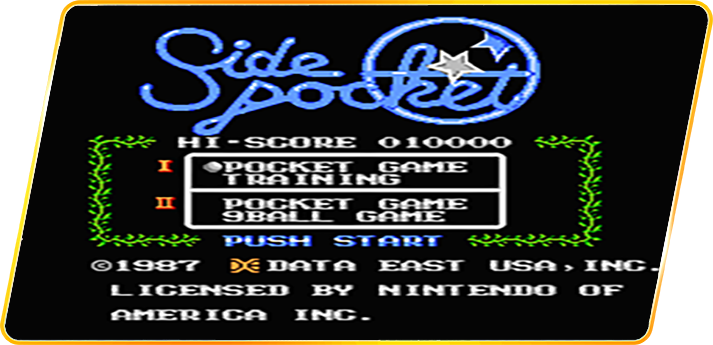 Side
Pocket
HI-SCORE 010000
I POCKET GAME
TRAINING
II POCKET GAME
9BALL GAME
PUSH START
©1987 DATA EAST USA,INC.
LICENSED BY NINTENDO OF
AMERICA INC.